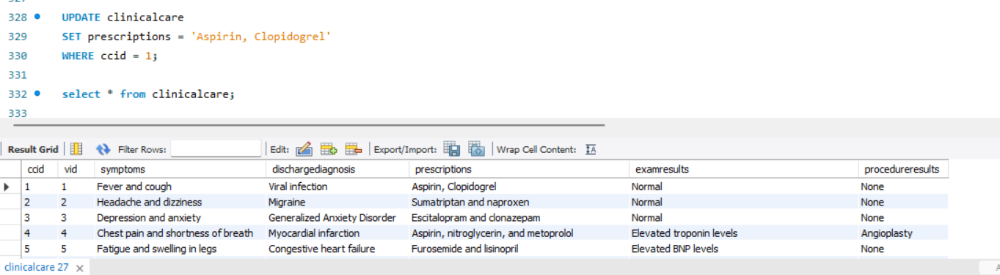 328 UPDATE clinicalcare
329 SET prescriptions = 'Aspirin, Clopidogrel'
330 WHERE ccid = 1;
331
332 select * from clinicalcare;
333
Result Grid Filter Rows: Edit: Export/Import: Wrap Cell Content: IA
ccid vid symptoms dischargediagnosis prescriptions examresults procedureresults
1 1 Fever and cough Viral infection Aspirin, Clopidogrel Normal None
2 2 Headache and dizziness Migraine Sumatriptan and naproxen Normal None
3 3 Depression and anxiety Generalized Anxiety Disorder Escitalopram and clonazepam Normal None
4 4 Chest pain and shortness of breath Myocardial infarction Aspirin, nitroglycerin, and metoprolol Elevated troponin levels Angioplasty
5 5 Fatigue and swelling in legs Congestive heart failure Furosemide and lisinopril Elevated BNP levels None
clinicalcare 27